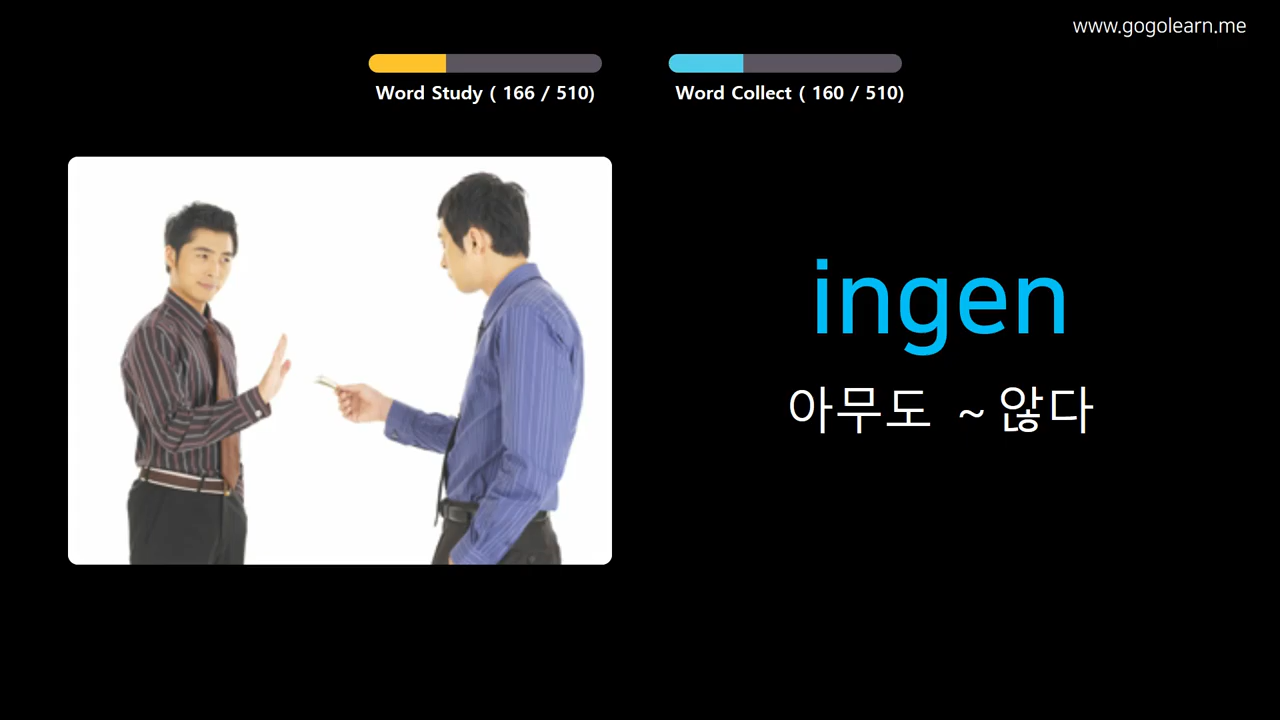 www.gogolearn.me
Word Study ( 166 / 510)
Word Collect ( 160 / 510)
ingen
아무도 ~ 않다